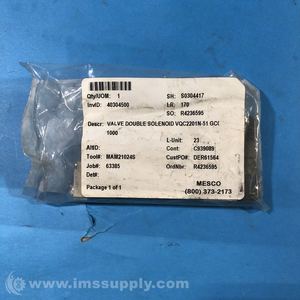 Qty/UOM: 1 SH: S0304417
InvID: 40304500 LR: 170
SO: R4236595
Descr: VALVE DOUBLE SOLENOID VQC2201N-51 GCI
1000
L-Unit: 23
AltID: Cont: C939089
Tool#: MAM21024S CustPO#: DER61564
Job#: 63385 OrdNbr: R4236595
Det#:
MESCO
Package 1 of 1 (800) 373-2173
© www.imssupply.com